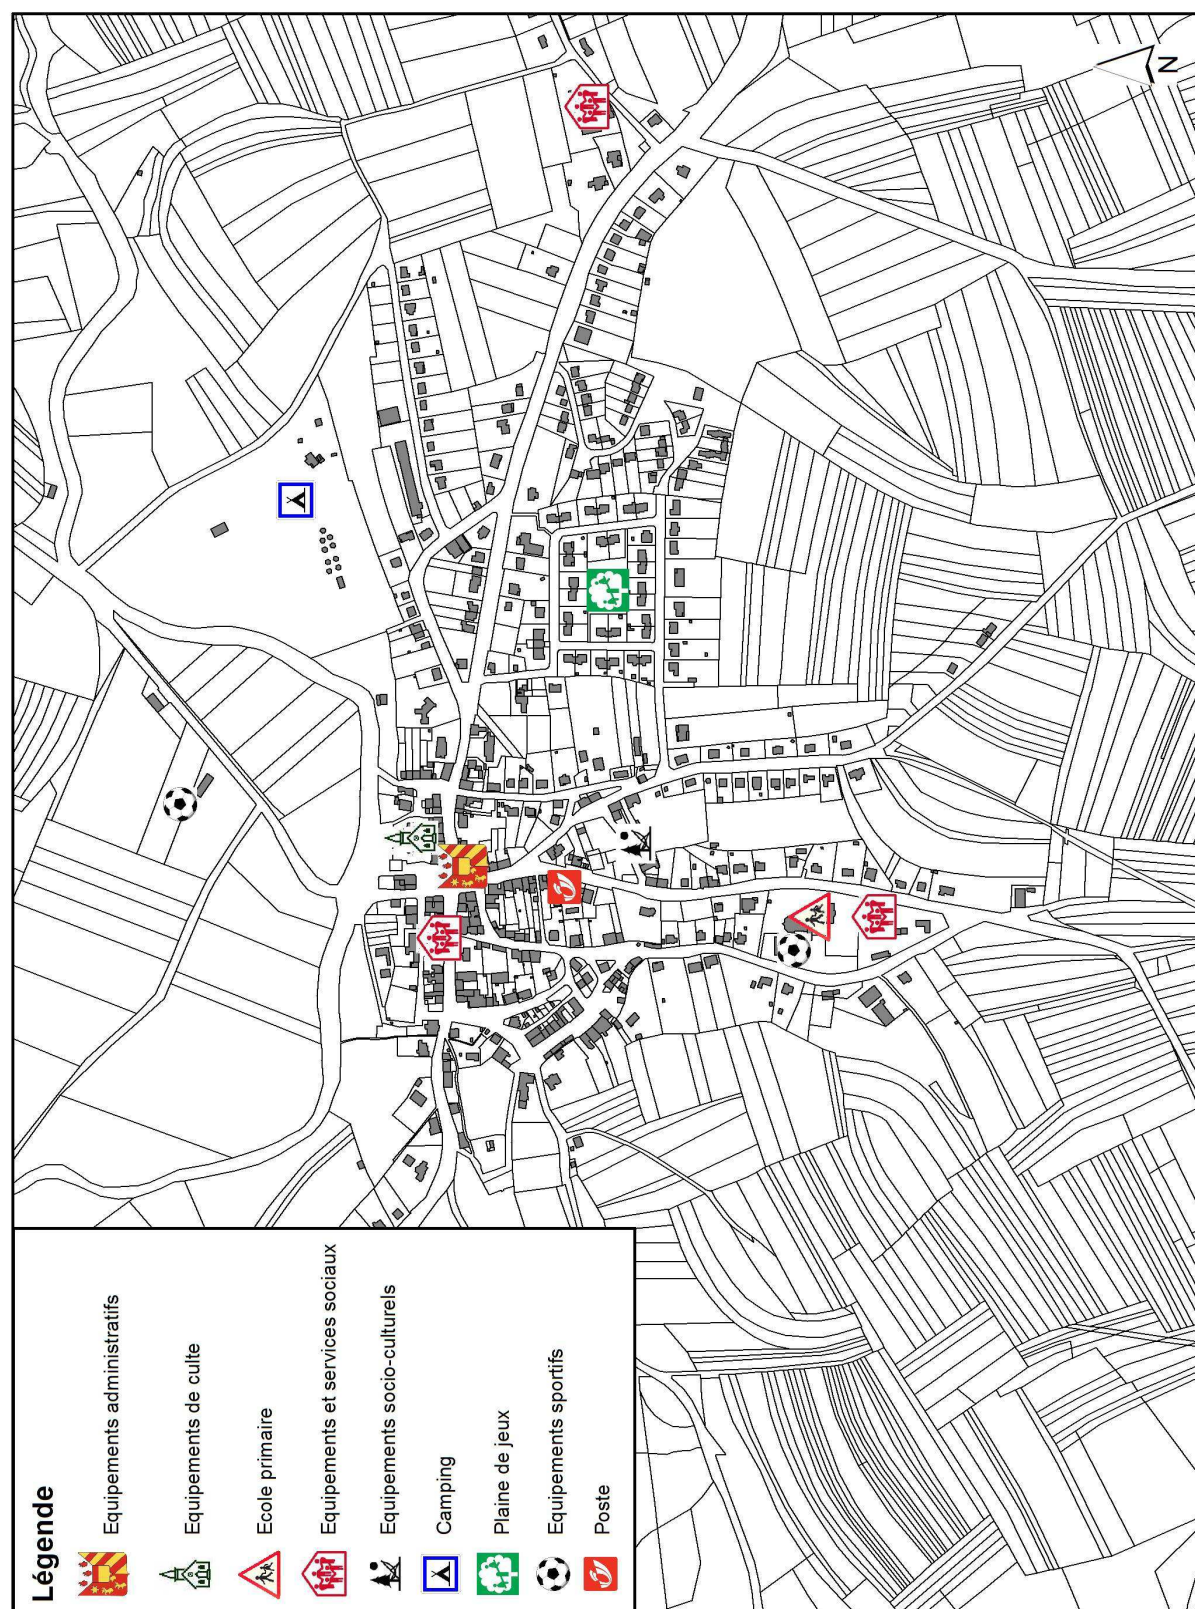 Légende
Equipements administratifs
Equipements de culte
Ecole primaire
Equipements et services sociaux
Equipements socio-culturels
Camping
Plaine de jeux
Equipements sportifs
Poste
N